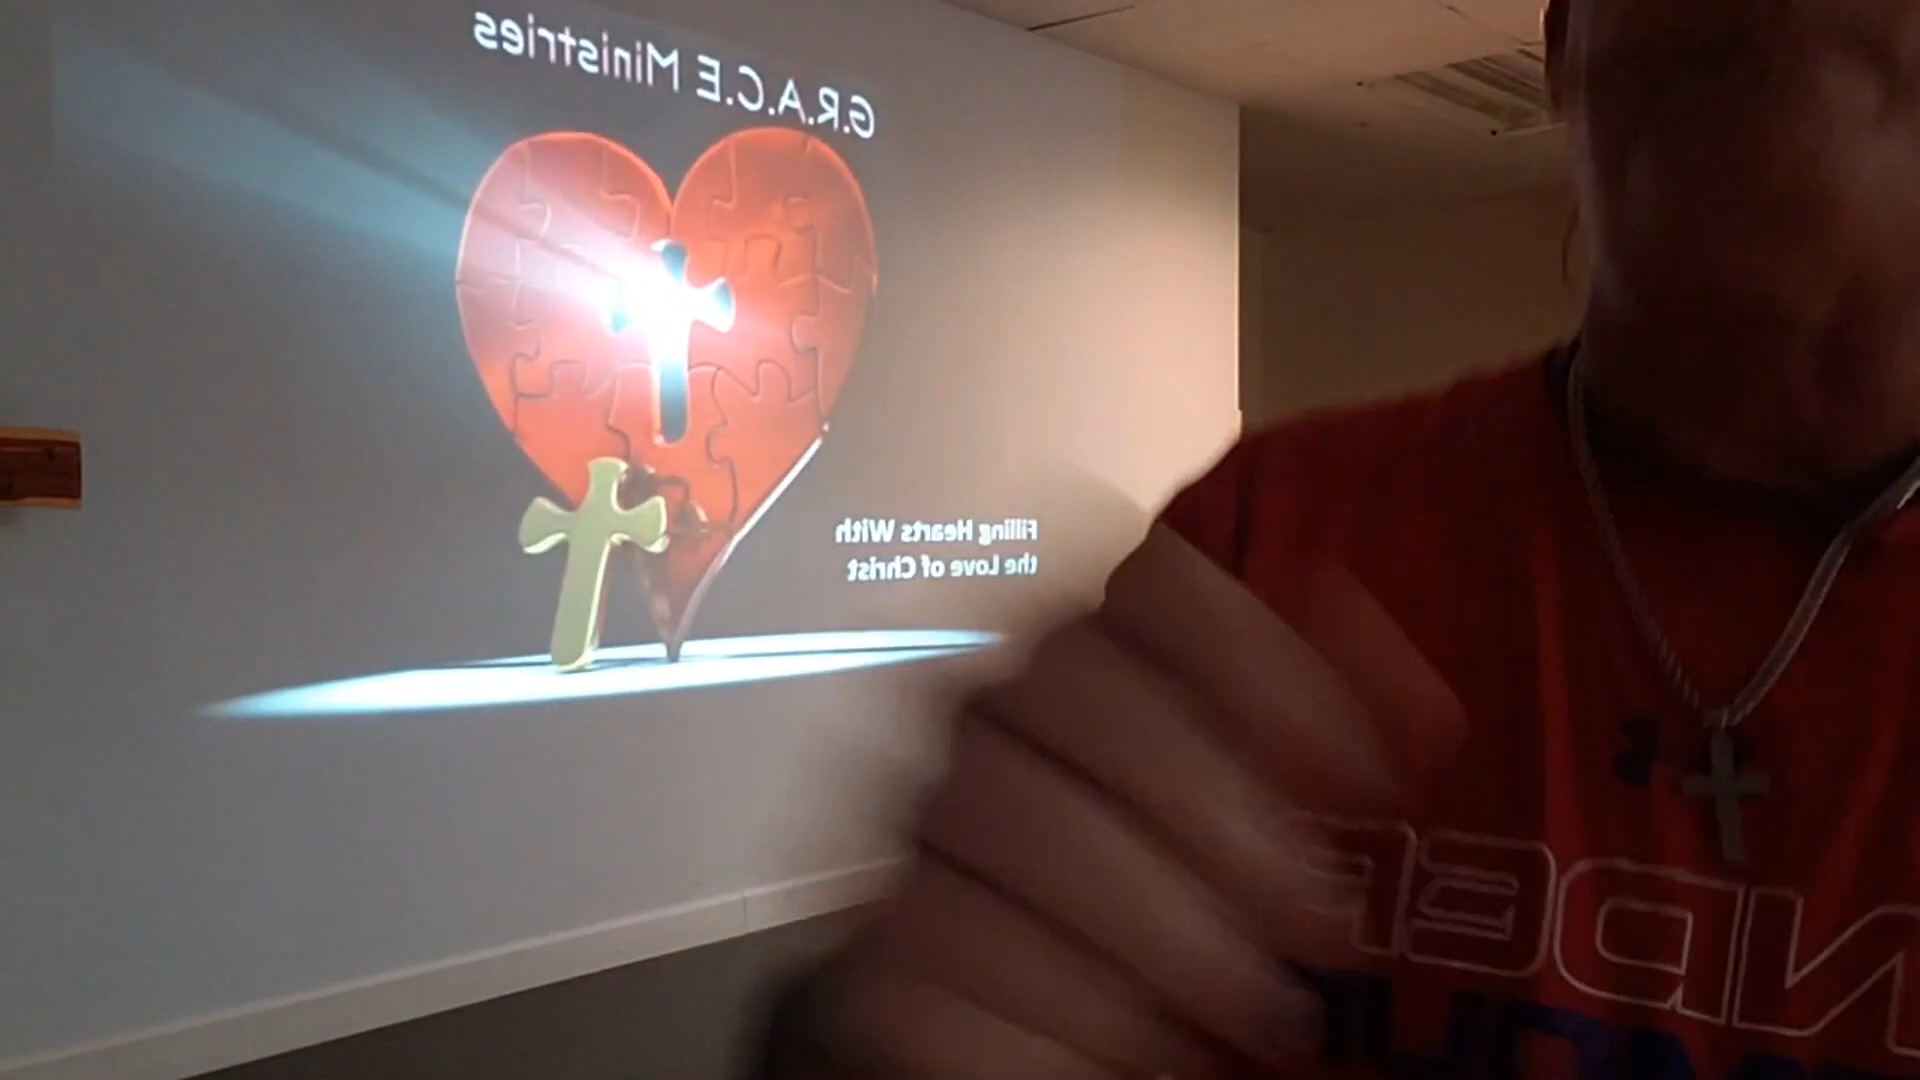 G.R.A.C.E Ministries
Filling Hearts With
the Love of Christ